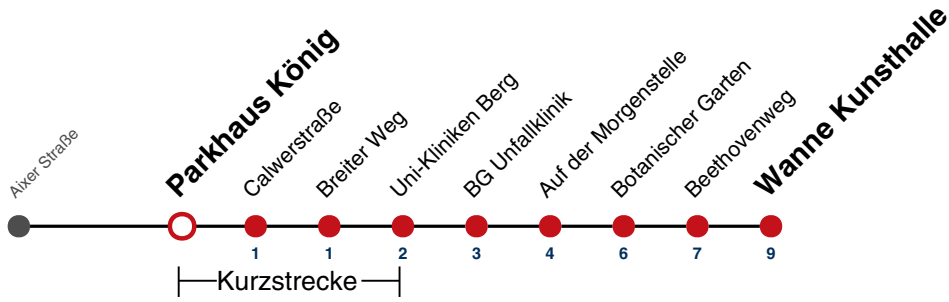 Aixer Straße
Parkhaus König
Calwerstraße
Breiter Weg
Uni-Kliniken Berg
BG Unfallklinik
Auf der Morgenstelle
Botanischer Garten
Beethovenweg
Wanne Kunsthalle
1 1 2 3 4 6 7 9
Kurzstrecke